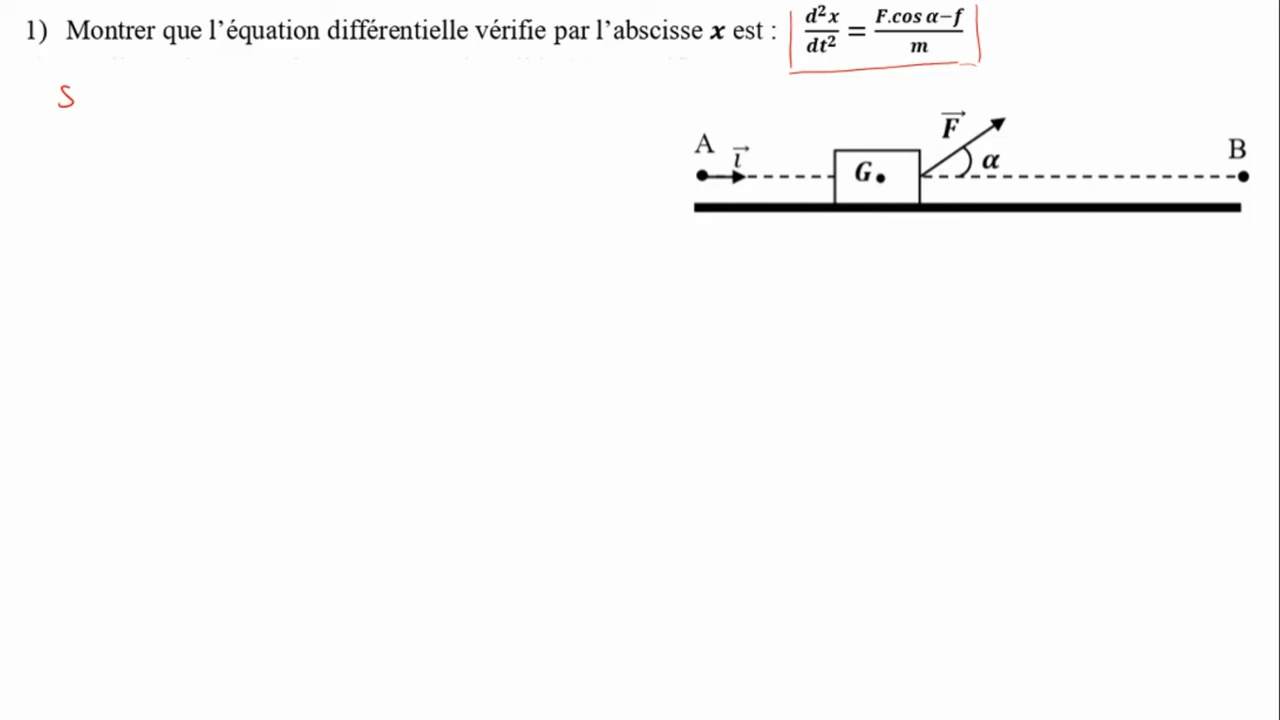 1) Montrer que l’équation différentielle vérifie par l’abscisse x est : d²x/dt² = F.cos α−f/m
S
A
i⃗
G
F⃗
α
B